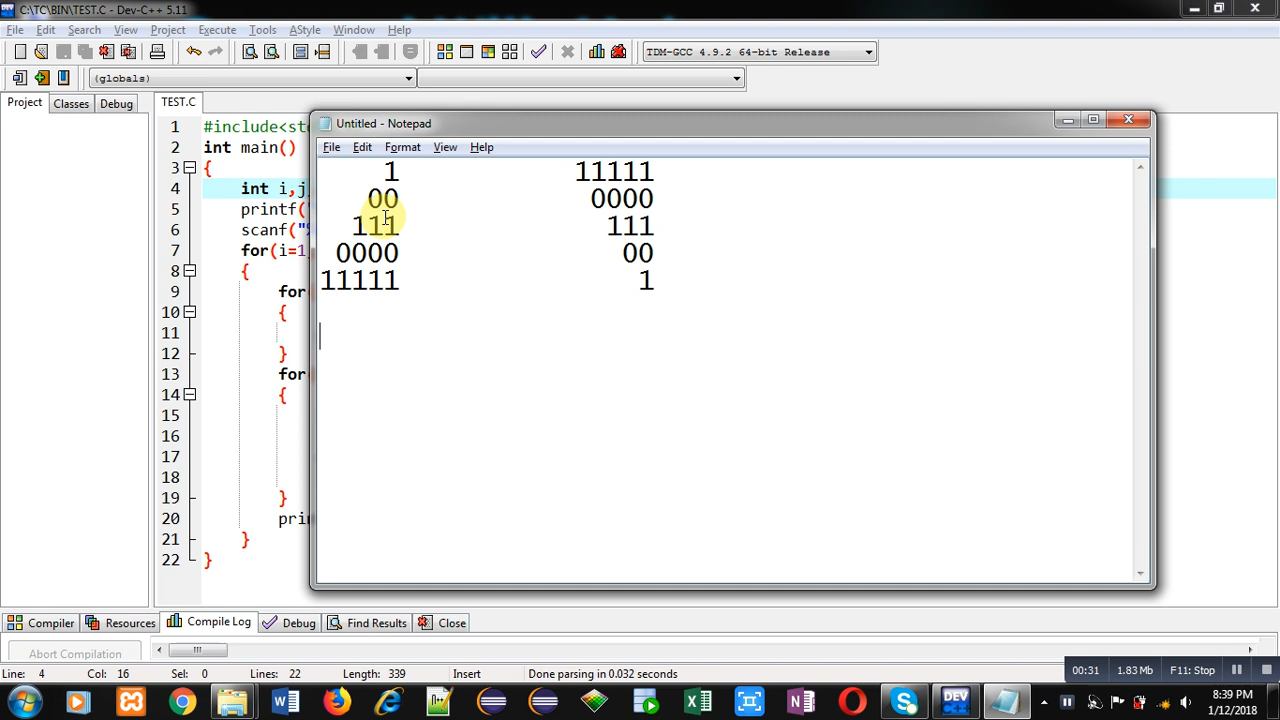 C:\TC\BIN\TEST.C - Dev-C++ 5.11
File Edit Search View Project Execute Tools AStyle Window Help
TDM-GCC 4.9.2 64-bit Release
(globals)
Project Classes Debug TEST.C
Untitled - Notepad
File Edit Format View Help
1 11111
00 0000
111 111
0000 00
11111 1
1 #include<st
2 int main()
3 {
4 int i,j
5 printf("
6 scanf("%
7 for(i=1
8 {
9 for
10 {
11
12 }
13 for
14 {
15
16
17
18
19 }
20 prin
21 }
22 }
Compiler Resources Compile Log Debug Find Results Close
Abort Compilation
Line: 4 Col: 16 Sel: 0 Lines: 22 Length: 339 Insert Done parsing in 0.032 seconds
00:31 1.83 Mb F11: Stop
DEV
8:39 PM
1/12/2018